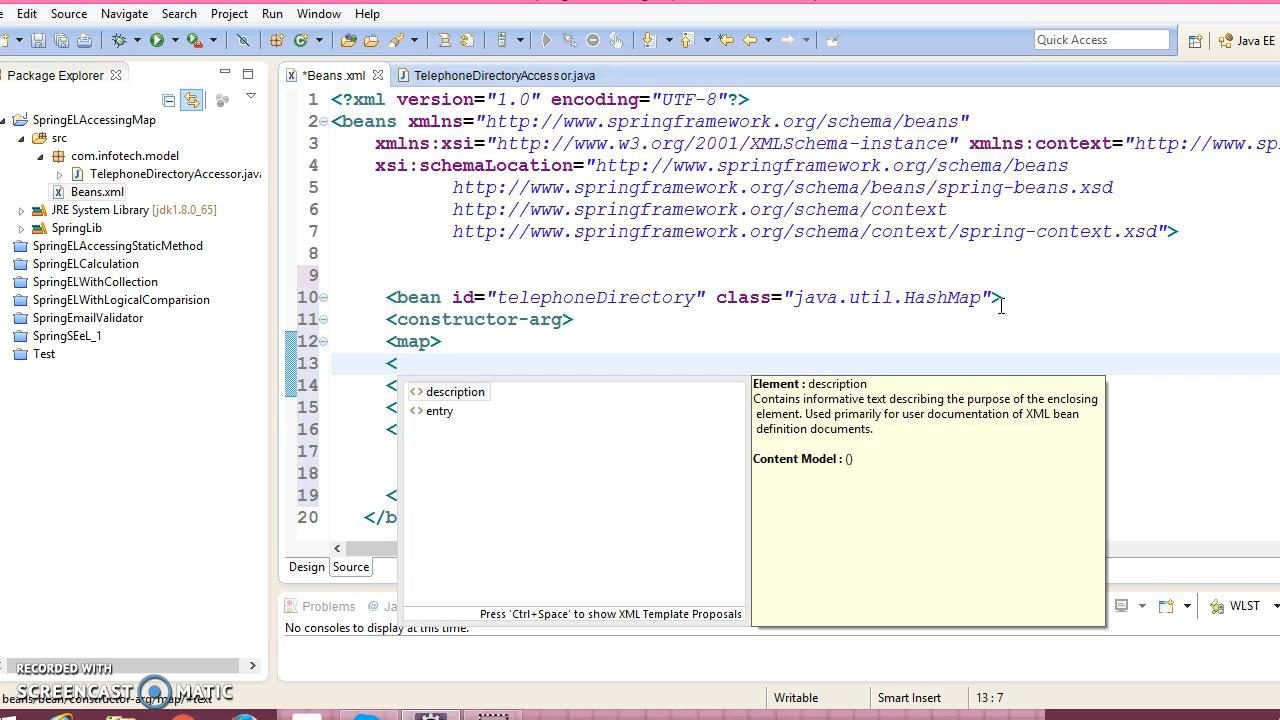 Edit Source Navigate Search Project Run Window Help
Quick Access
Java EE
Package Explorer
*Beans.xml
TelephoneDirectoryAccessor.java
SpringELAccessingMap
src
com.infotech.model
TelephoneDirectoryAccessor.java
Beans.xml
JRE System Library [jdk1.8.0_65]
SpringLib
SpringELAccessingStaticMethod
SpringELCalculation
SpringELWithCollection
SpringELWithLogicalComparision
SpringEmailValidator
SpringSEeL_1
Test
1 <?xml version="1.0" encoding="UTF-8"?>
2 <beans xmlns="http://www.springframework.org/schema/beans"
3 xmlns:xsi="http://www.w3.org/2001/XMLSchema-instance" xmlns:context="http://www.sp
4 xsi:schemaLocation="http://www.springframework.org/schema/beans
5 http://www.springframework.org/schema/beans/spring-beans.xsd
6 http://www.springframework.org/schema/context
7 http://www.springframework.org/schema/context/spring-context.xsd">
8
9
10 <bean id="telephoneDirectory" class="java.util.HashMap">
11 <constructor-arg>
12 <map>
13 <
14 <
15 <
16 <
17
18
19 <
20 </b
<> description
<> entry
Press 'Ctrl+Space' to show XML Template Proposals
Element : description
Contains informative text describing the purpose of the enclosing
element. Used primarily for user documentation of XML bean
definition documents.
Content Model : ()
Design Source
Problems @ Ja
WLST
No consoles to display at this time.
RECORDED WITH
SCREENCAST MATIC
beans/bean/constructor-arg/map/#text
Writable
Smart Insert
13 : 7